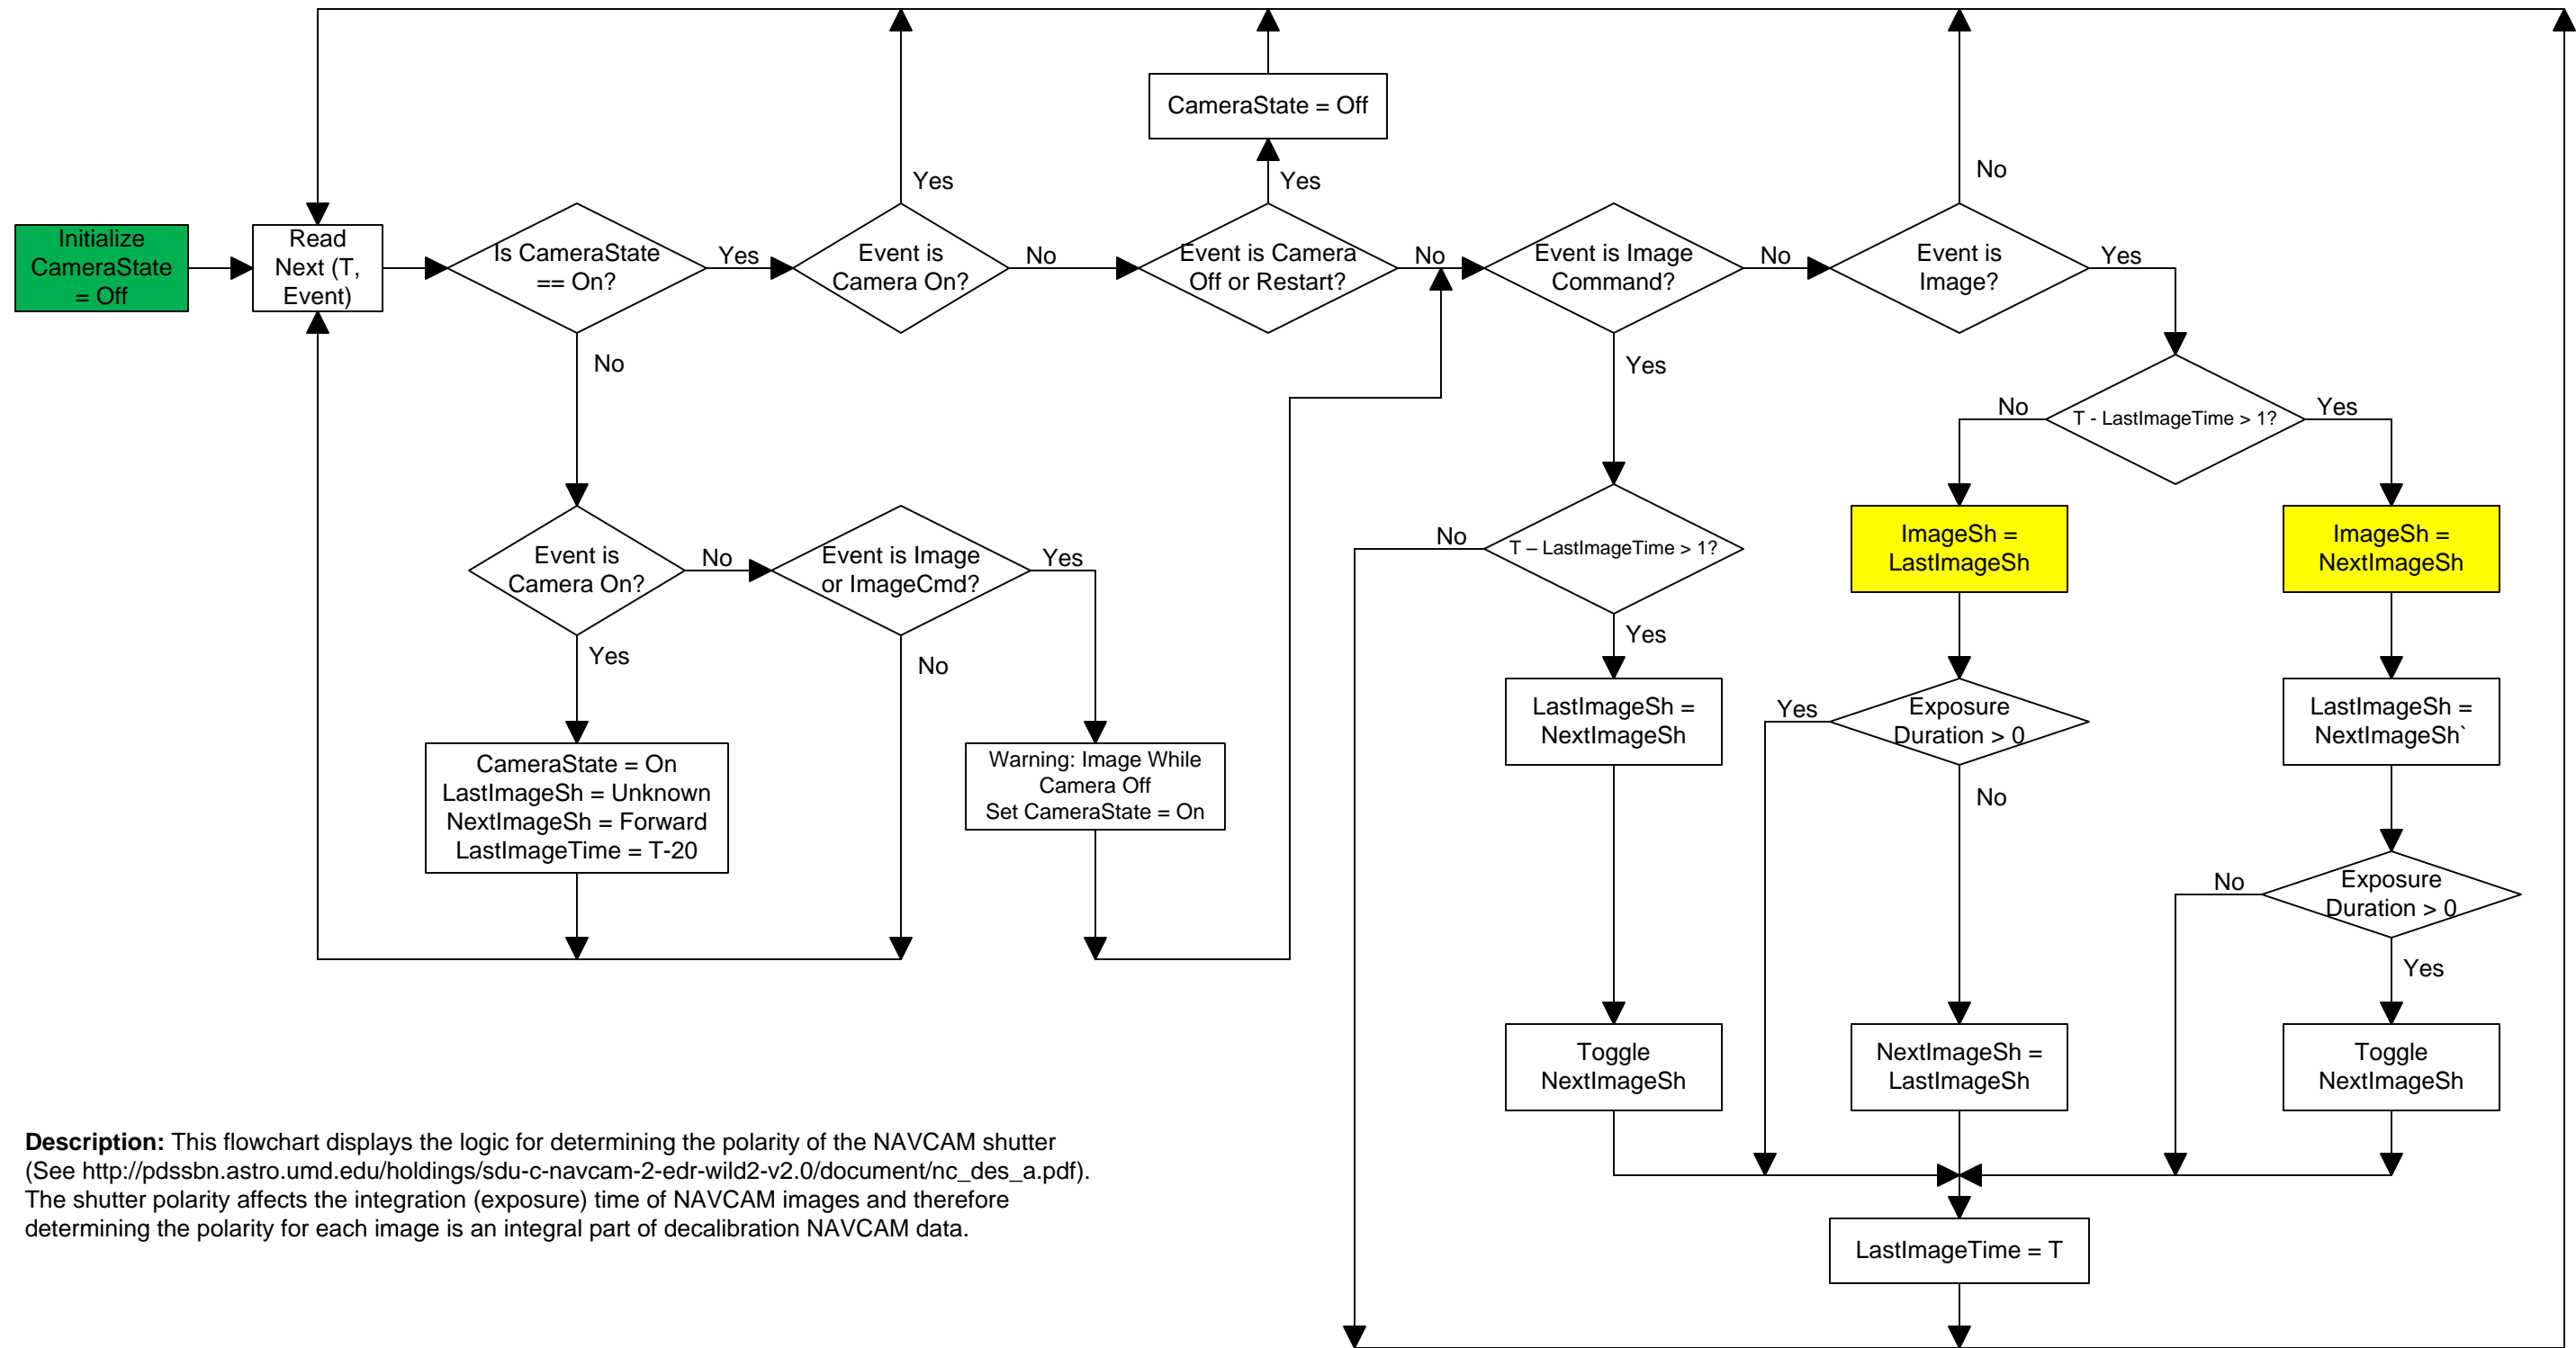 CameraState = Off
Yes
Yes
No
Initialize
CameraState
= Off
Read
Next (T,
Event)
Is CameraState
== On?
Yes
Event is
Camera On?
No
Event is Camera
Off or Restart?
No
Event is Image
Command?
No
Event is
Image?
Yes
No
Yes
No
T - LastImageTime > 1?
Yes
Event is
Camera On?
No
Event is Image
or ImageCmd?
Yes
No
T – LastImageTime > 1?
ImageSh =
LastImageSh
ImageSh =
NextImageSh
Yes
No
Yes
CameraState = On
LastImageSh = Unknown
NextImageSh = Forward
LastImageTime = T-20
Warning: Image While
Camera Off
Set CameraState = On
LastImageSh =
NextImageSh
Yes
Exposure
Duration > 0
No
LastImageSh =
NextImageSh`
No
Exposure
Duration > 0
Yes
Toggle
NextImageSh
NextImageSh =
LastImageSh
Toggle
NextImageSh
LastImageTime = T
Description: This flowchart displays the logic for determining the polarity of the NAVCAM shutter
(See http://pdssbn.astro.umd.edu/holdings/sdu-c-navcam-2-edr-wild2-v2.0/document/nc_des_a.pdf).
The shutter polarity affects the integration (exposure) time of NAVCAM images and therefore
determining the polarity for each image is an integral part of decalibration NAVCAM data.